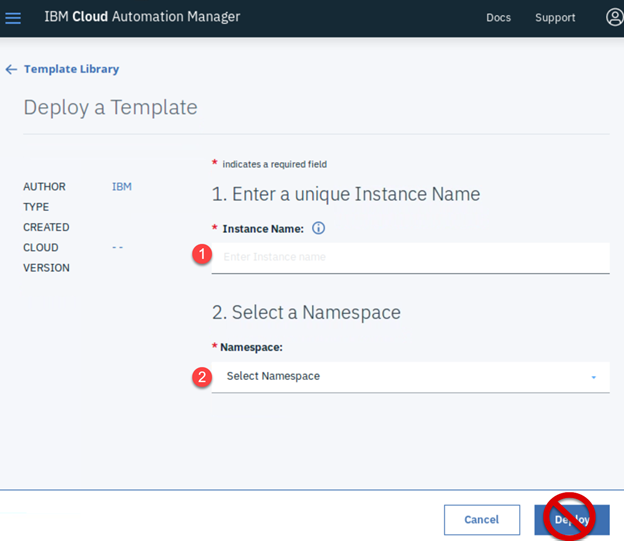 IBM Cloud Automation Manager
Docs
Support
← Template Library
Deploy a Template
* indicates a required field
1. Enter a unique Instance Name
AUTHOR IBM
TYPE
CREATED
CLOUD --
VERSION
* Instance Name:
1 Enter Instance name
2. Select a Namespace
* Namespace:
2 Select Namespace
Cancel
Deploy